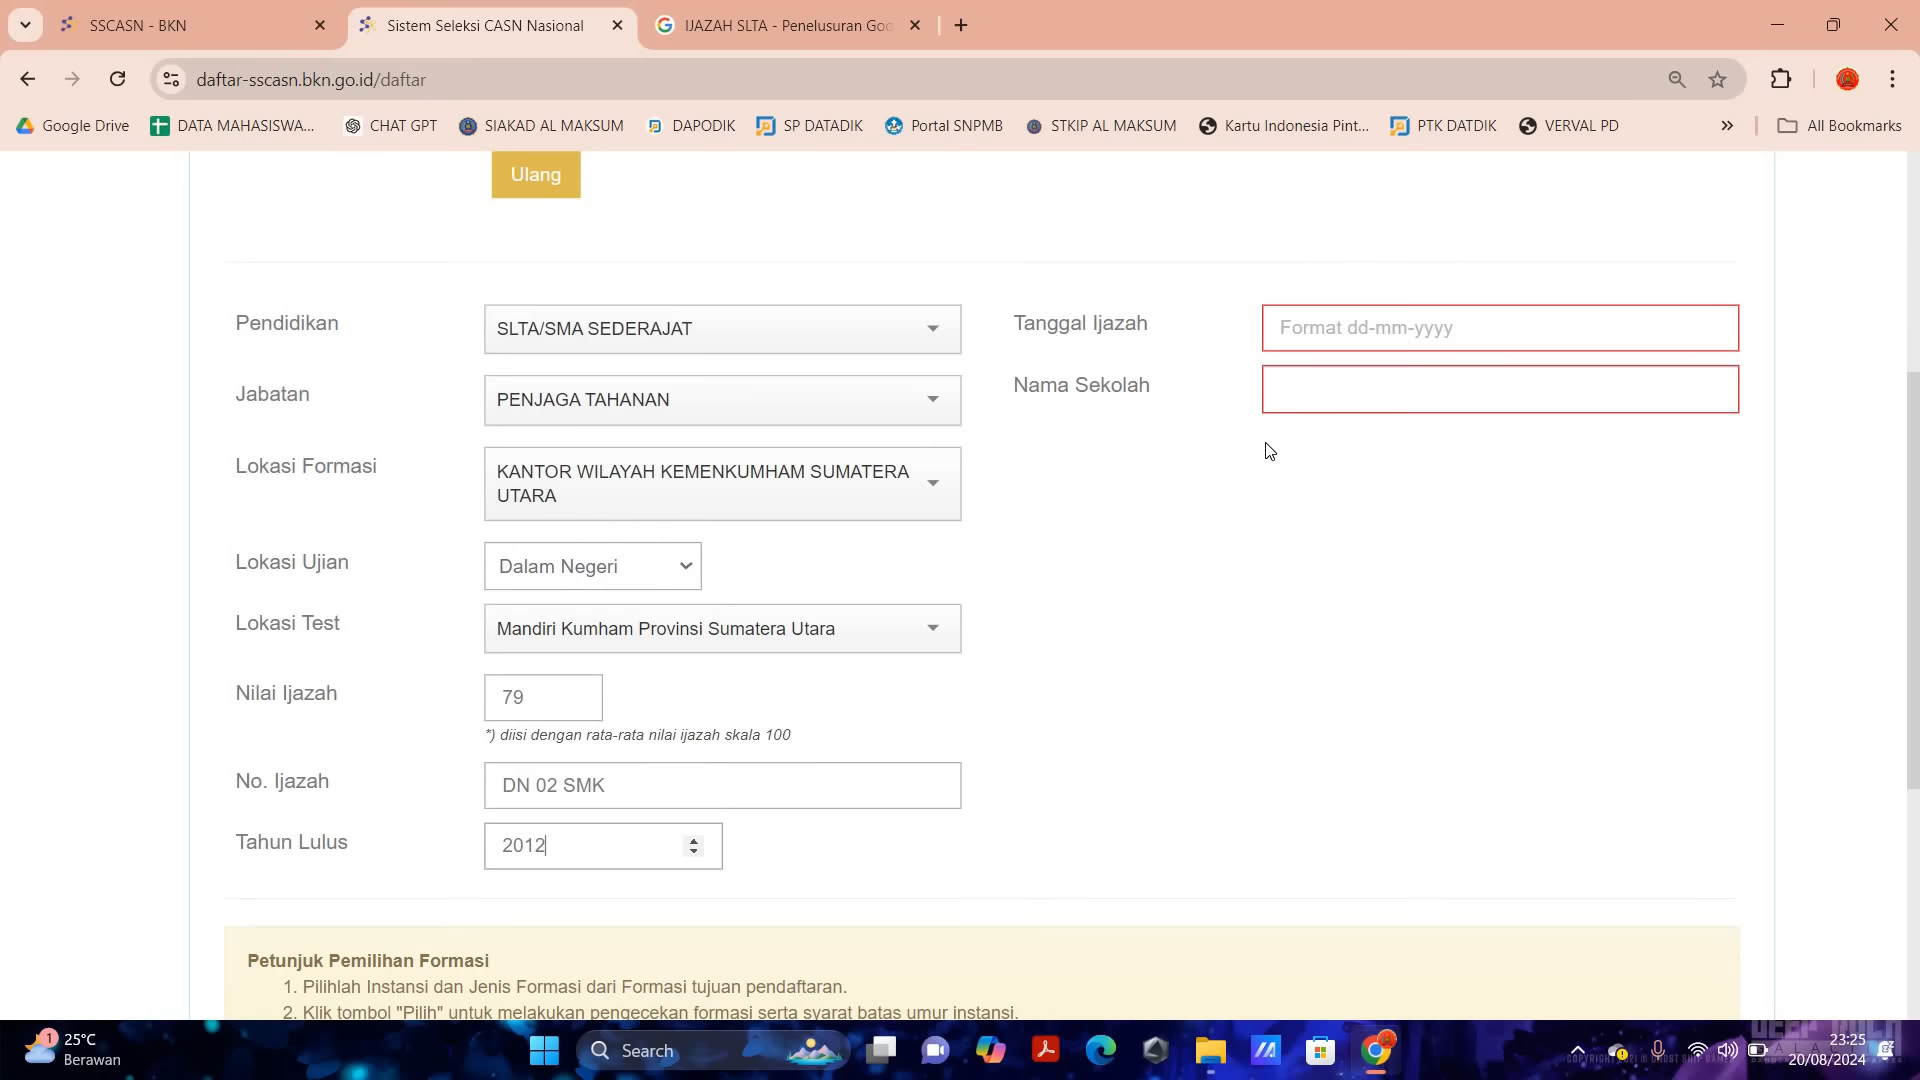 SSCASN - BKN
Sistem Seleksi CASN Nasional
IJAZAH SLTA - Penelusuran Goo
daftar-sscasn.bkn.go.id/daftar
Google Drive
DATA MAHASISWA...
CHAT GPT
SIAKAD AL MAKSUM
DAPODIK
SP DATADIK
Portal SNPMB
STKIP AL MAKSUM
Kartu Indonesia Pint...
PTK DATDIK
VERVAL PD
All Bookmarks
Ulang
Pendidikan
SLTA/SMA SEDERAJAT
Tanggal Ijazah
Format dd-mm-yyyy
Jabatan
PENJAGA TAHANAN
Nama Sekolah
Lokasi Formasi
KANTOR WILAYAH KEMENKUMHAM SUMATERA
UTARA
Lokasi Ujian
Dalam Negeri
Lokasi Test
Mandiri Kumham Provinsi Sumatera Utara
Nilai Ijazah
79
*) diisi dengan rata-rata nilai ijazah skala 100
No. Ijazah
DN 02 SMK
Tahun Lulus
2012
Petunjuk Pemilihan Formasi
1. Pilihlah Instansi dan Jenis Formasi dari Formasi tujuan pendaftaran.
2. Klik tombol "Pilih" untuk melakukan pengecekan formasi serta syarat batas umur instansi.
1
25°C
Berawan
Search
23:25
20/08/2024